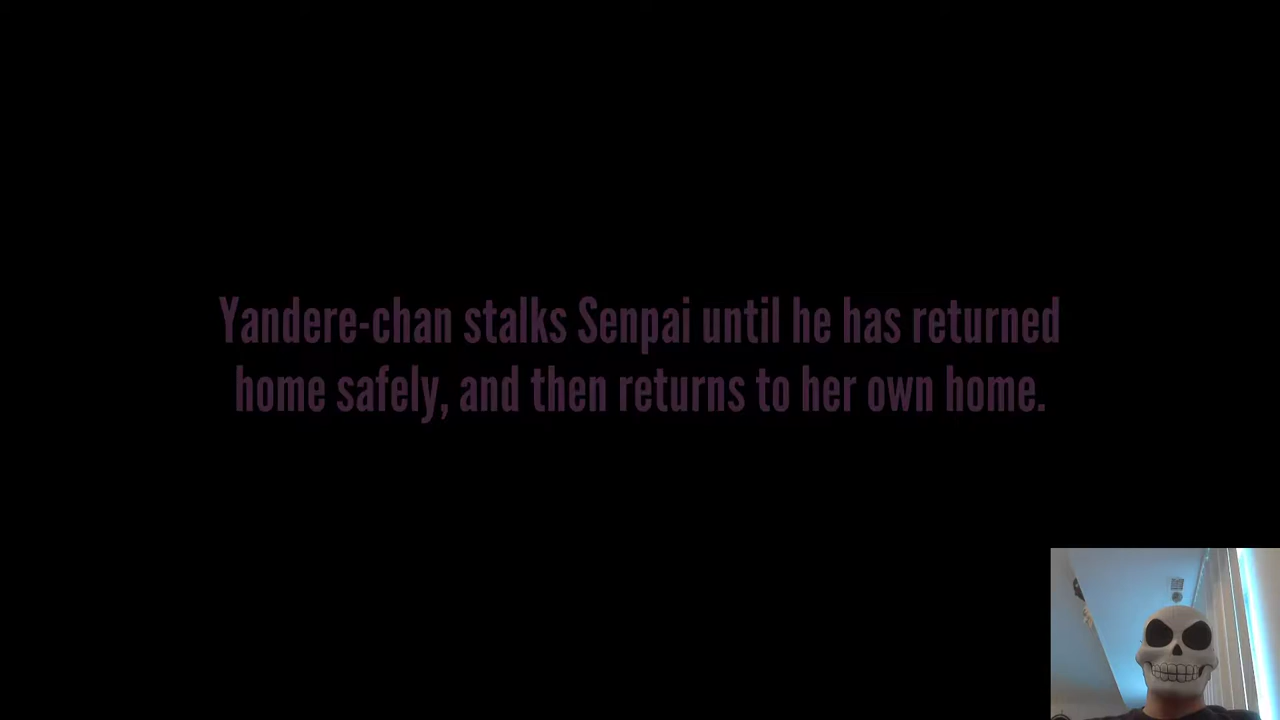 Yandere-chan stalks Senpai until he has returned
home safely, and then returns to her own home.